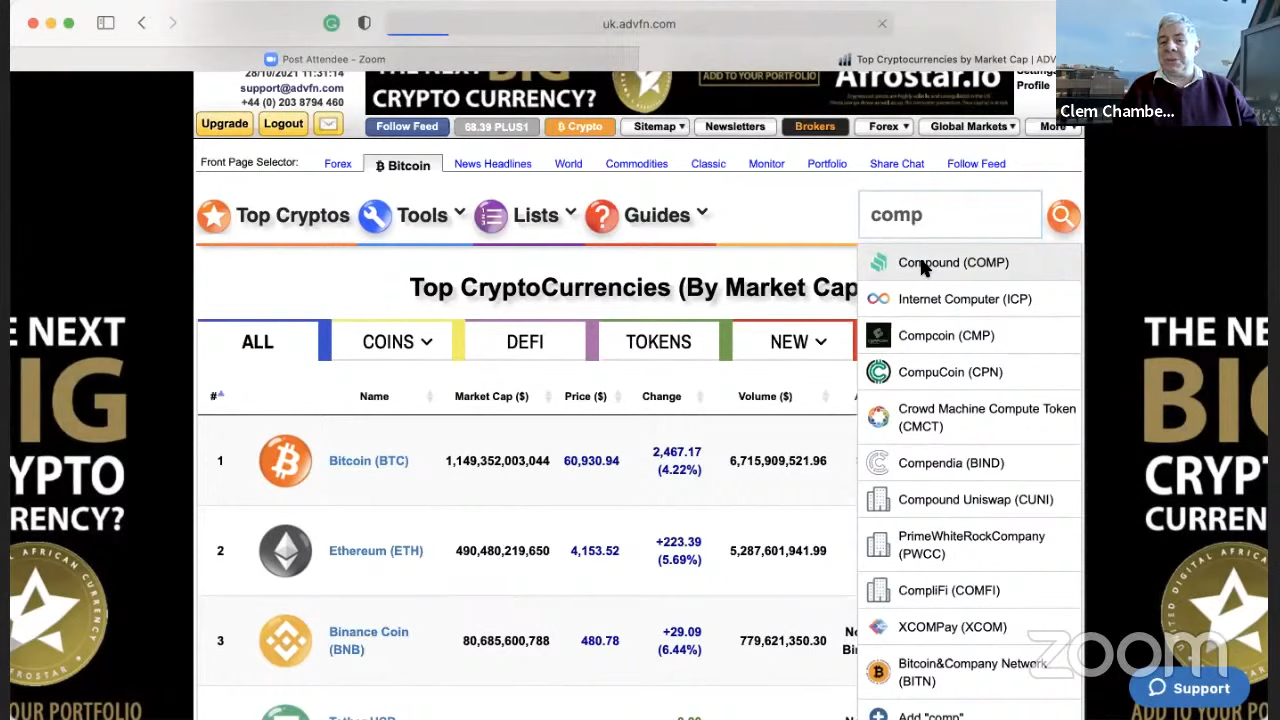 uk.advfn.com
Post Attendee - Zoom
Top Cryptocurrencies by Market Cap | ADV
28/10/2021 11:31:14
support@advfn.com
+44 (0) 203 8794 460
THE NEXT BIG
CRYPTO CURRENCY?
ADD TO YOUR PORTFOLIO
Afrostar.io
Settings
Profile
Clem Chambe...
Upgrade
Logout
Follow Feed
68.39 PLUS1
Crypto
Sitemap
Newsletters
Brokers
Forex
Global Markets
More
Front Page Selector:
Forex
Bitcoin
News Headlines
World
Commodities
Classic
Monitor
Portfolio
Share Chat
Follow Feed
Top Cryptos
Tools
Lists
Guides
comp
Compound (COMP)
Internet Computer (ICP)
Compcoin (CMP)
CompuCoin (CPN)
Crowd Machine Compute Token
(CMCT)
Compendia (BIND)
Compound Uniswap (CUNI)
PrimeWhiteRockCompany
(PWCC)
CompliFi (COMFI)
XCOMPay (XCOM)
Bitcoin&Company Network
(BITN)
Add "comp"
Top CryptoCurrencies (By Market Cap
ALL
COINS
DEFI
TOKENS
NEW
# Name Market Cap ($) Price ($) Change Volume ($)
1 Bitcoin (BTC) 1,149,352,003,044 60,930.94 2,467.17 (4.22%) 6,715,909,521.96
2 Ethereum (ETH) 490,480,219,650 4,153.52 +223.39 (5.69%) 5,287,601,941.99
3 Binance Coin (BNB) 80,685,600,788 480.78 +29.09 (6.44%) 779,621,350.30
E NEXT
IG
YPTO
RENCY?
AFROSTAR
YOUR PORTFOLIO
THE NE
BIG
CRYPT
CURREN
zoom
Support